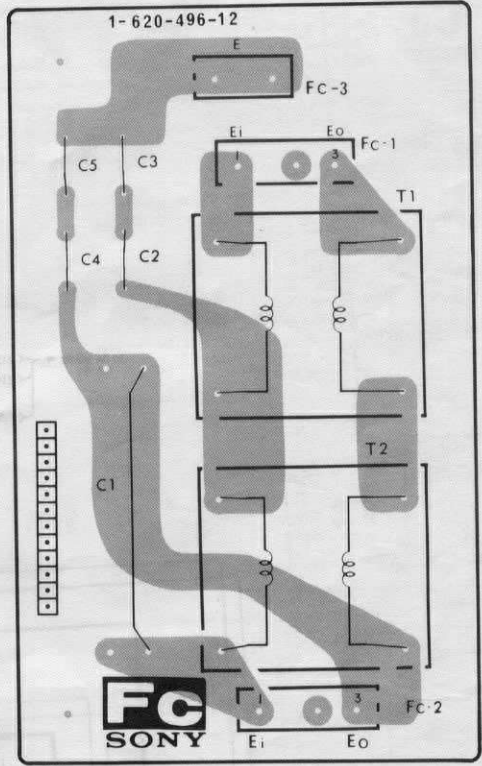 1-620-496-12
E
FC-3
Ei Eo FC-1
1 3
C5 C3
T1
C4 C2
T2
C1
FC
SONY
1 3 FC-2
Ei Eo